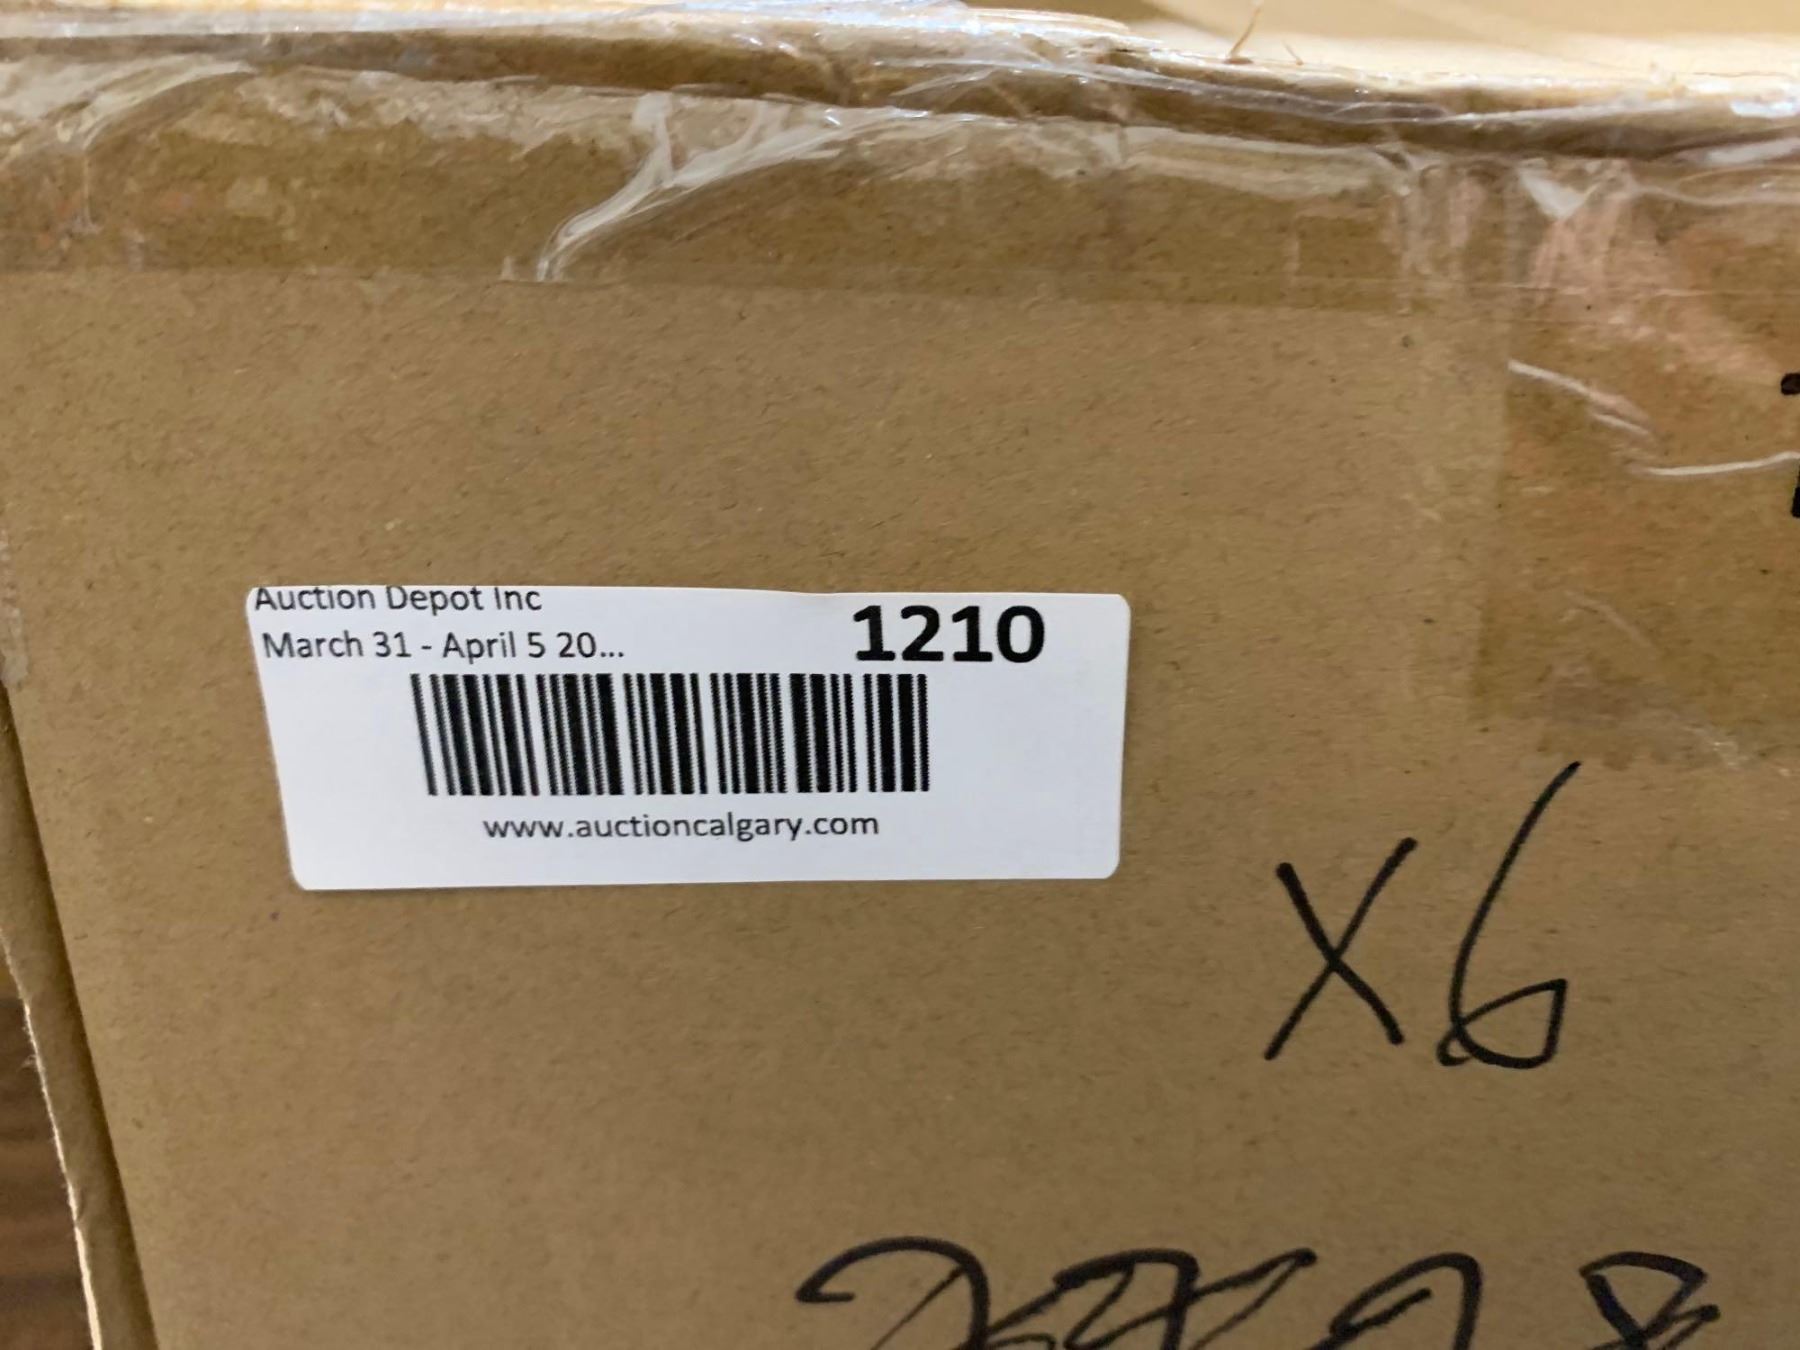 Auction Depot Inc
1210
March 31 - April 5 20...
www.auctioncalgary.com
X6